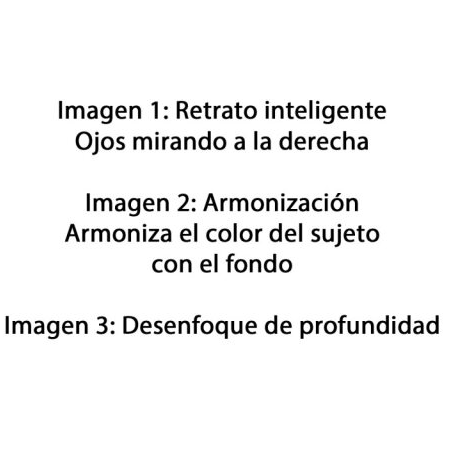 Imagen 1: Retrato inteligente
Ojos mirando a la derecha
Imagen 2: Armonización
Armoniza el color del sujeto
con el fondo
Imagen 3: Desenfoque de profundidad